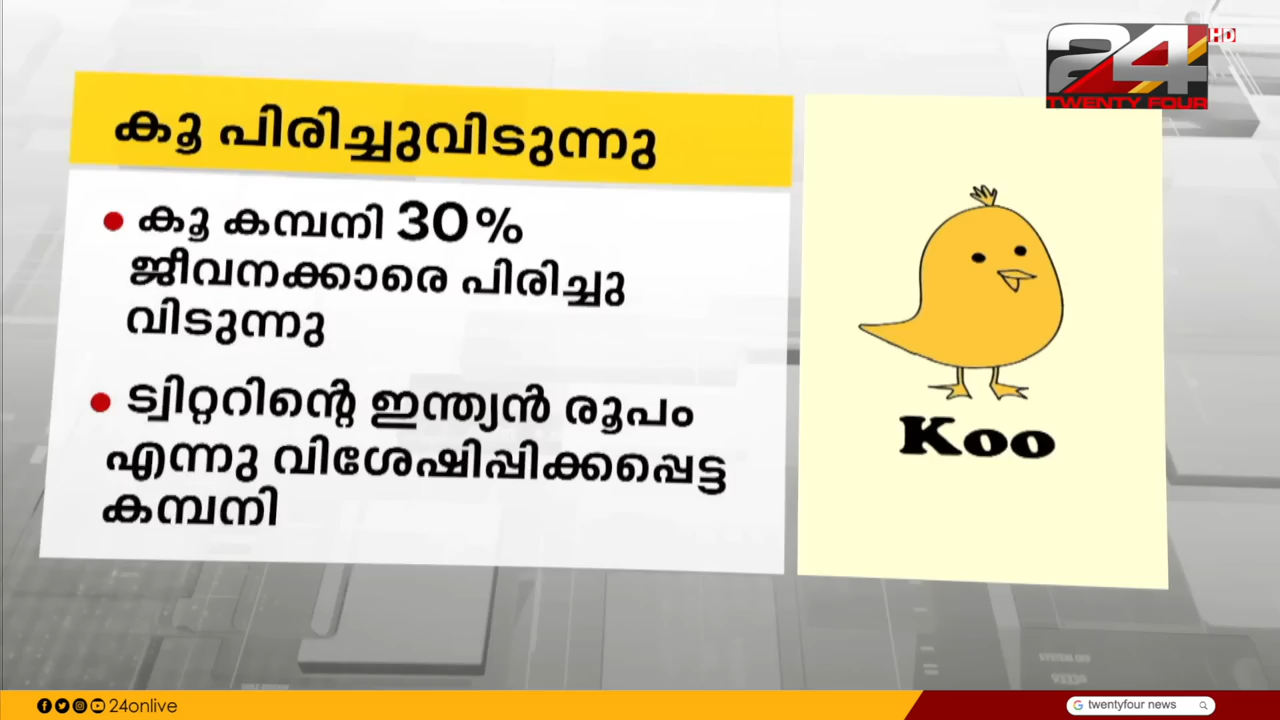 24 HD
TWENTY FOUR
കൂ പിരിച്ചുവിടുന്നു
കൂ കമ്പനി 30%
ജീവനക്കാരെ പിരിച്ചു
വിടുന്നു
ട്വിറ്ററിന്റെ ഇന്ത്യൻ രൂപം
എന്നു വിശേഷിപ്പിക്കപ്പെട്ട
കമ്പനി
Koo
24onlive
twentyfour news